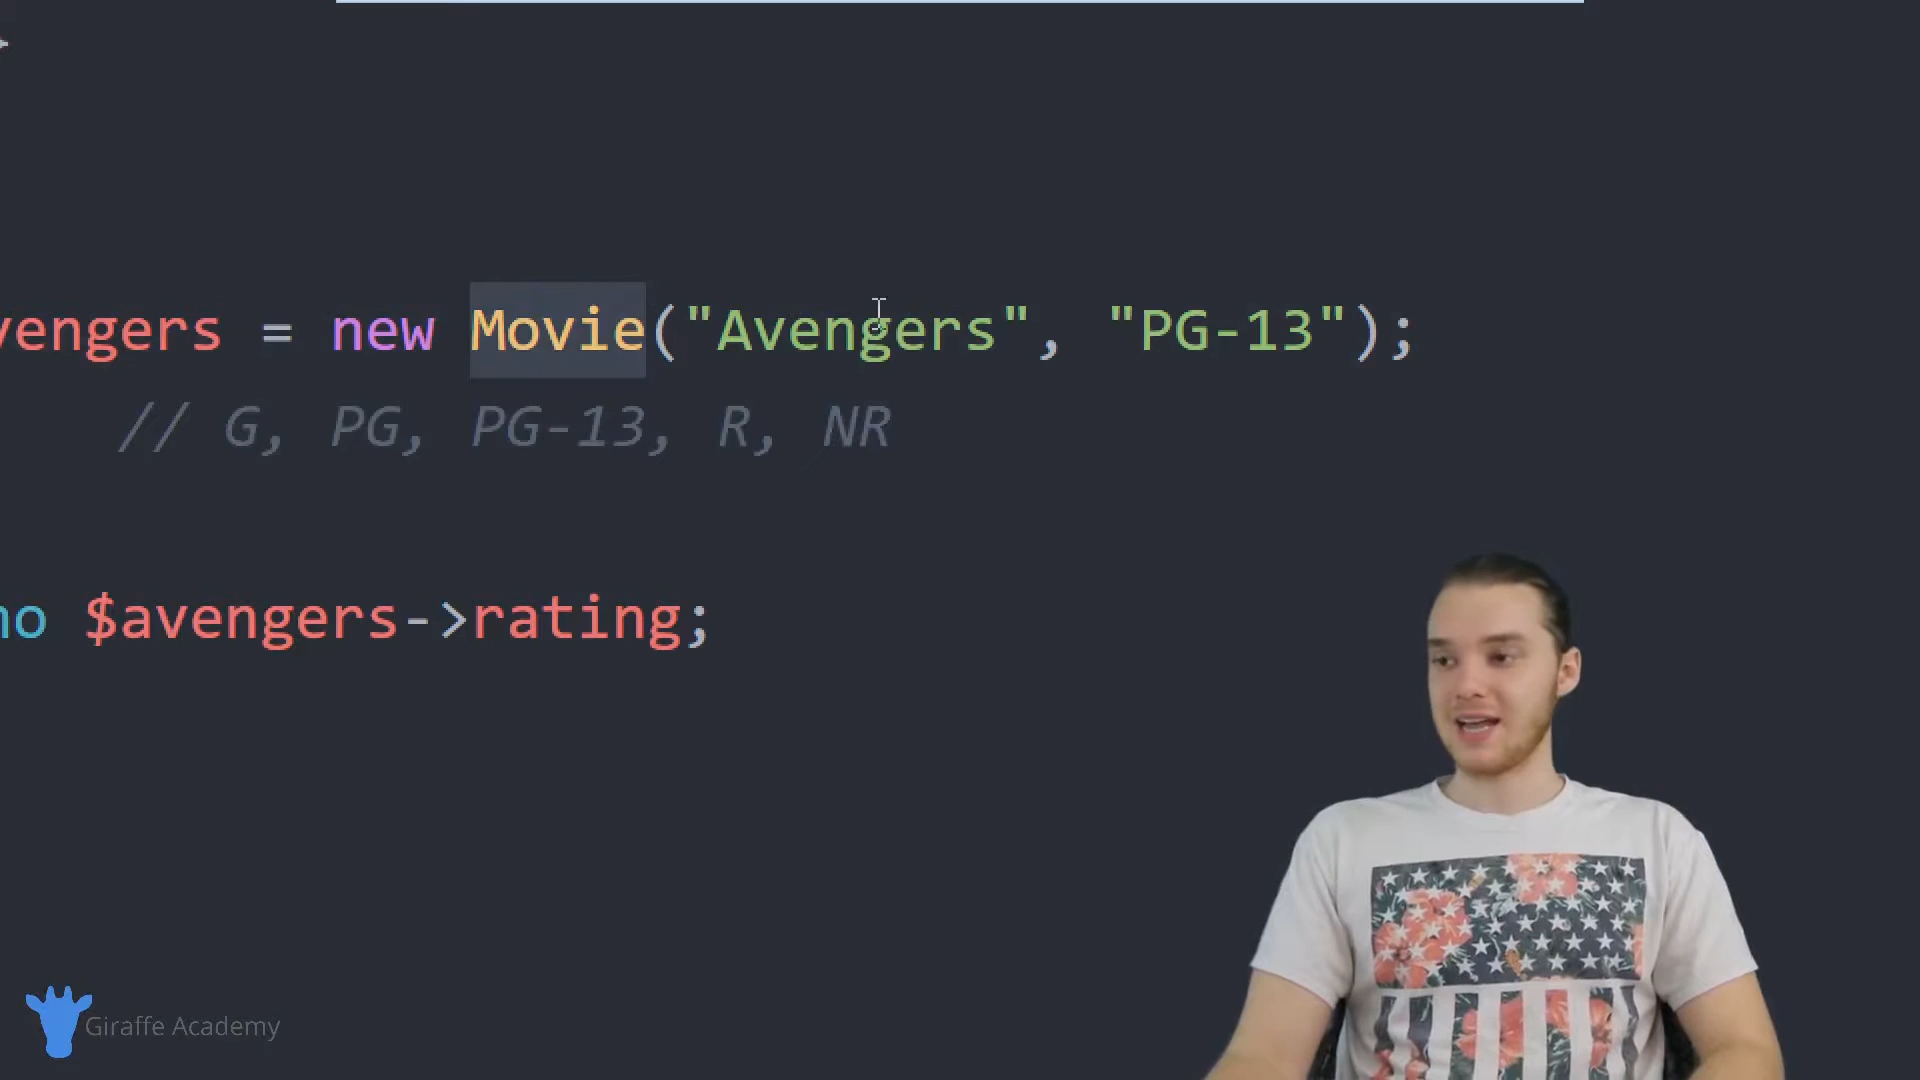 vengers = new Movie("Avengers", "PG-13");
// G, PG, PG-13, R, NR
ho $avengers->rating;
Giraffe Academy